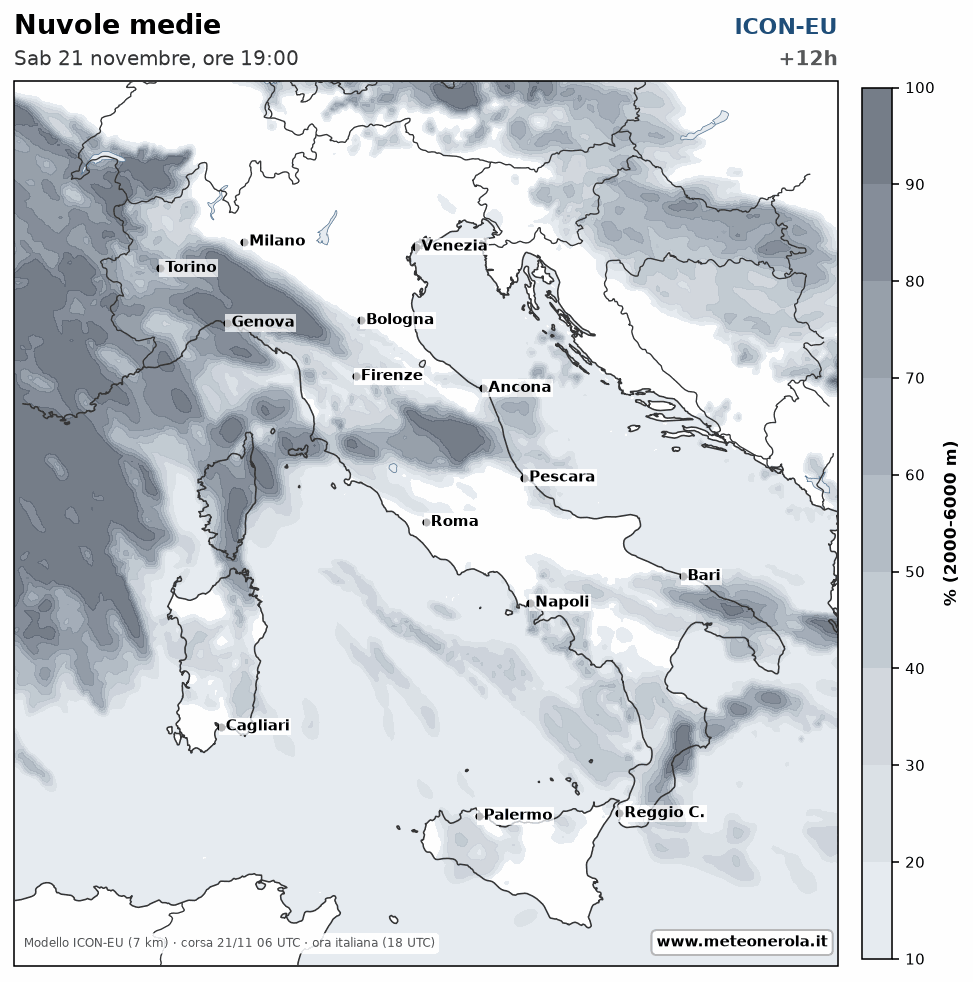 Nuvole medie
ICON-EU
Sab 21 novembre, ore 19:00
+12h
100
90
80
70
60
50
40
30
20
10
% (2000-6000 m)
Milano
Venezia
Torino
Genova
Bologna
Firenze
Ancona
Pescara
Roma
Bari
Napoli
Cagliari
Palermo
Reggio C.
Modello ICON-EU (7 km) · corsa 21/11 06 UTC · ora italiana (18 UTC)
www.meteonerola.it